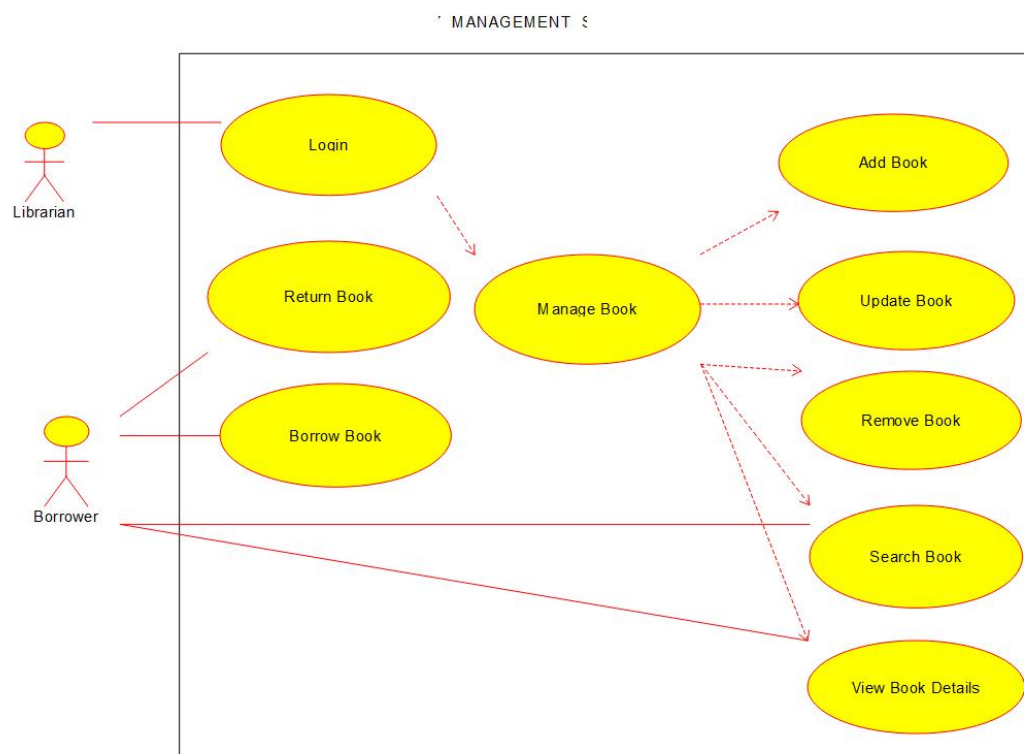 MANAGEMENT
Login
Add Book
Librarian
Return Book
Manage Book
Update Book
Borrow Book
Remove Book
Borrower
Search Book
View Book Details